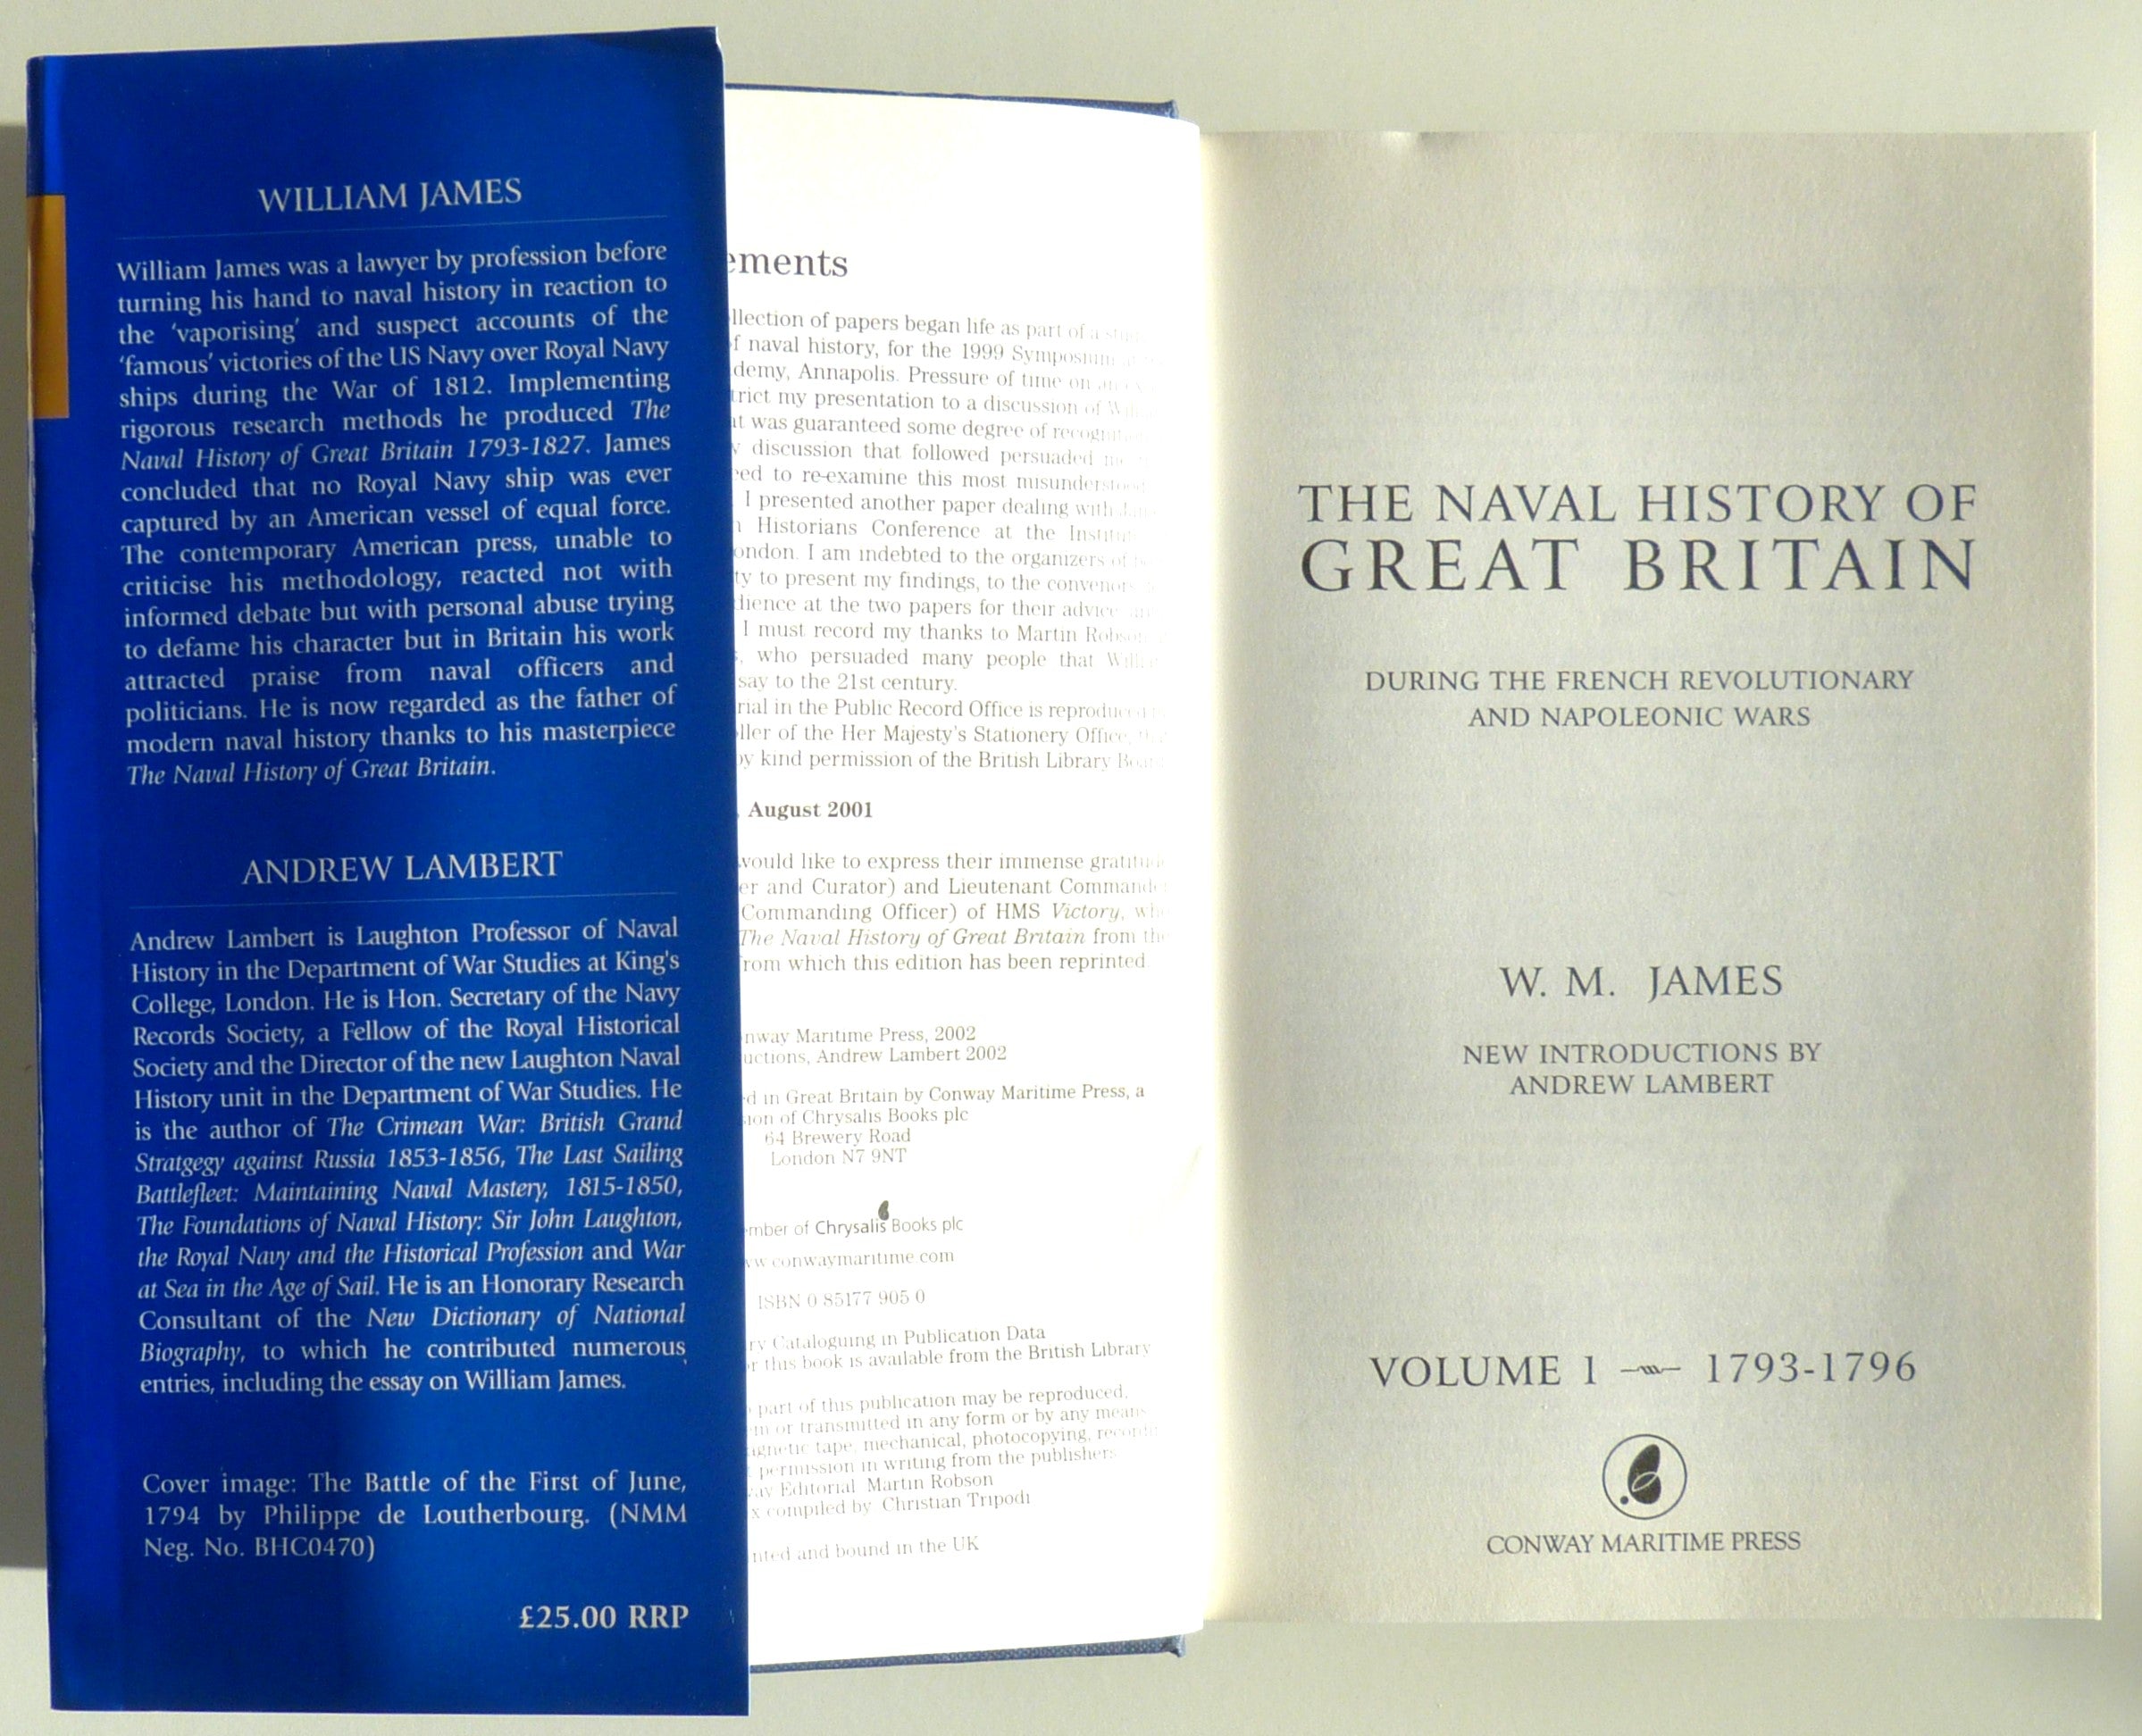 WILLIAM JAMES
William James was a lawyer by profession before
turning his hand to naval history in reaction to
the 'vaporising' and suspect accounts of the
'famous' victories of the US Navy over Royal Navy
ships during the War of 1812. Implementing
rigorous research methods he produced The
Naval History of Great Britain 1793-1827. James
concluded that no Royal Navy ship was ever
captured by an American vessel of equal force.
The contemporary American press, unable to
criticise his methodology, reacted not with
informed debate but with personal abuse trying
to defame his character but in Britain his work
attracted praise from naval officers and
politicians. He is now regarded as the father of
modern naval history thanks to his masterpiece
The Naval History of Great Britain.
ANDREW LAMBERT
Andrew Lambert is Laughton Professor of Naval
History in the Department of War Studies at King's
College, London. He is Hon. Secretary of the Navy
Records Society, a Fellow of the Royal Historical
Society and the Director of the new Laughton Naval
History unit in the Department of War Studies. He
is the author of The Crimean War: British Grand
Stratgegy against Russia 1853-1856, The Last Sailing
Battlefleet: Maintaining Naval Mastery, 1815-1850,
The Foundations of Naval History: Sir John Laughton,
the Royal Navy and the Historical Profession and War
at Sea in the Age of Sail. He is an Honorary Research
Consultant of the New Dictionary of National
Biography, to which he contributed numerous
entries, including the essay on William James.
Cover image: The Battle of the First of June,
1794 by Philippe de Loutherbourg. (NMM
Neg. No. BHC0470)
£25.00 RRP
ements
llection of papers began life as part of a
f naval history, for the 1999 Symposium
demy, Annapolis. Pressure of time on
trict my presentation to a discussion of
at was guaranteed some degree of
discussion that followed persuaded
eed to re-examine this most misunderstood
I presented another paper dealing with
Historians Conference at the
ondon. I am indebted to the organizers of
ty to present my findings, to the convenors
dience at the two papers for their advice
I must record my thanks to Martin Robson
, who persuaded many people that
say to the 21st century.
rial in the Public Record Office is reproduced
ller of the Her Majesty's Stationery Office,
by kind permission of the British Library
, August 2001
would like to express their immense
er and Curator) and Lieutenant
Commanding Officer) of HMS Victory,
The Naval History of Great Britain from the
from which this edition has been reprinted
nway Maritime Press, 2002
uctions, Andrew Lambert 2002
d in Great Britain by Conway Maritime Press, a
ion of Chrysalis Books plc
64 Brewery Road
London N7 9NT
mber of Chrysalis Books plc
w.conwaymaritime.com
ISBN 0 85177 905 0
ry Cataloguing in Publication Data
r this book is available from the British Library
part of this publication may be reproduced,
m or transmitted in any form or by any means
agnetic tape, mechanical, photocopying,
permission in writing from the publishers
ay Editorial Martin Robson
x compiled by Christian Tripodi
nted and bound in the UK
THE NAVAL HISTORY OF
GREAT BRITAIN
DURING THE FRENCH REVOLUTIONARY
AND NAPOLEONIC WARS
W. M. JAMES
NEW INTRODUCTIONS BY
ANDREW LAMBERT
VOLUME 1 1793-1796
CONWAY MARITIME PRESS